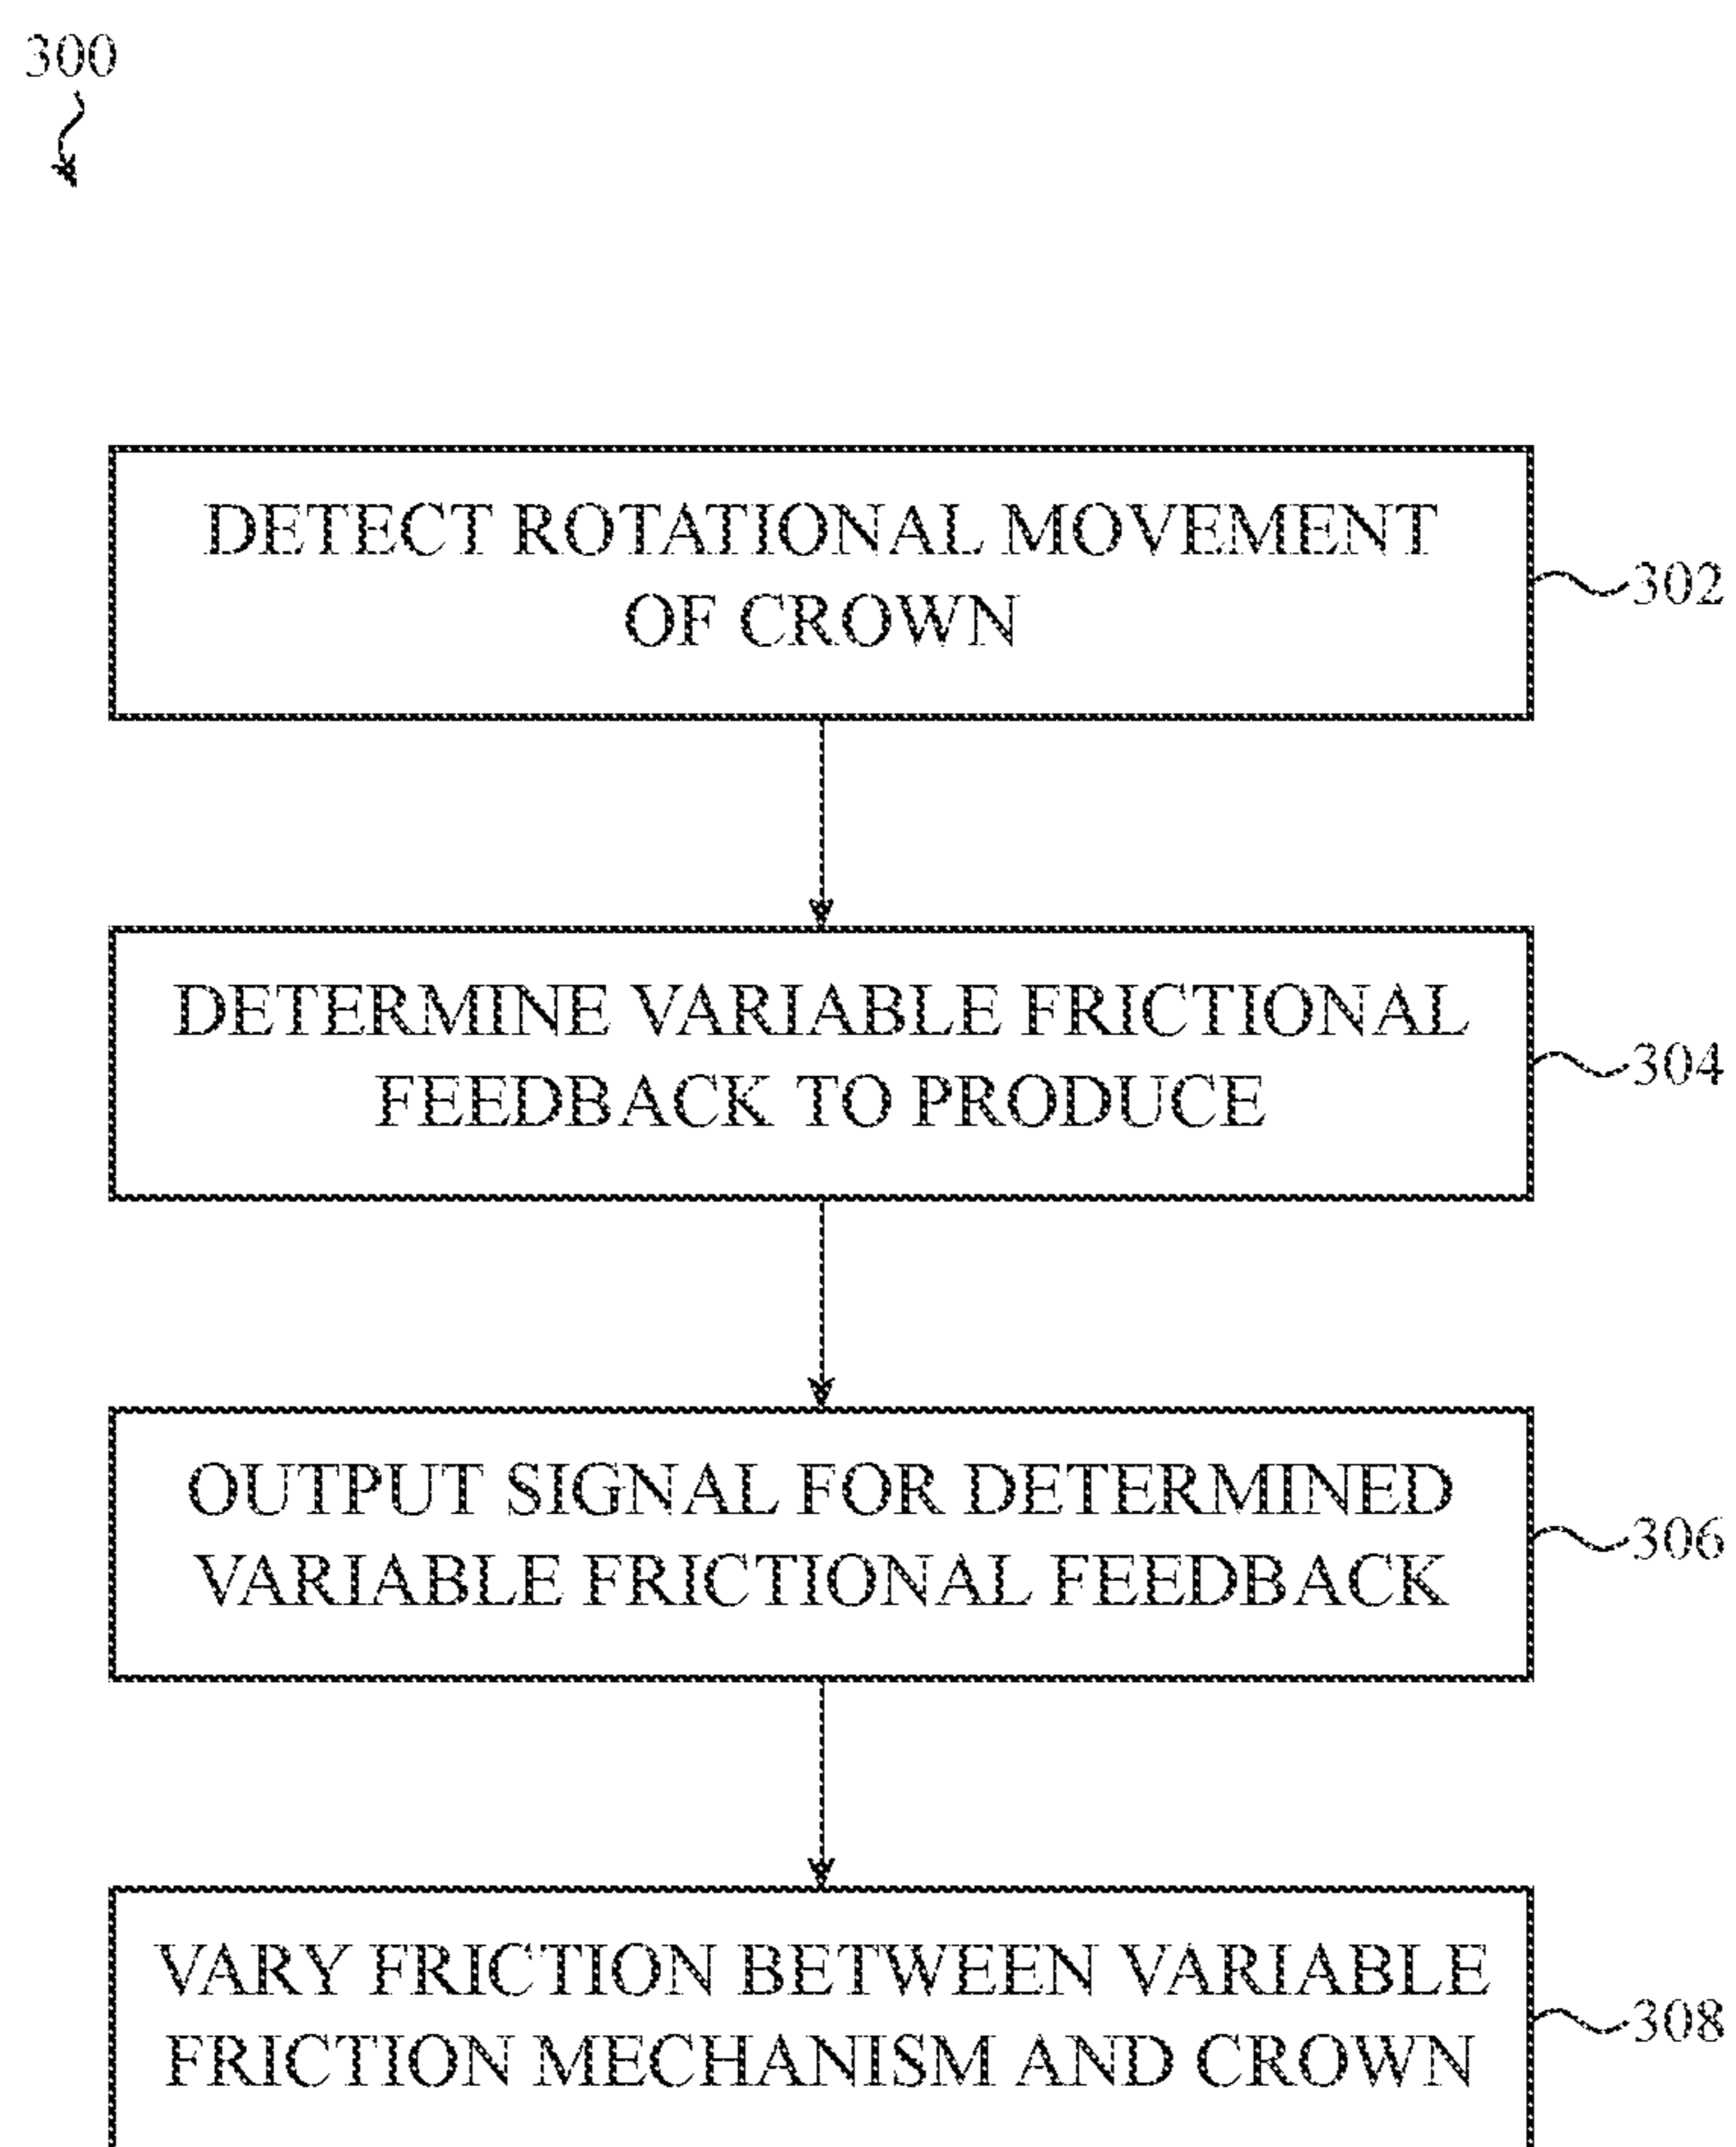 300
DETECT ROTATIONAL MOVEMENT
OF CROWN
302
DETERMINE VARIABLE FRICTIONAL
FEEDBACK TO PRODUCE
304
OUTPUT SIGNAL FOR DETERMINED
VARIABLE FRICTIONAL FEEDBACK
306
VARY FRICTION BETWEEN VARIABLE
FRICTION MECHANISM AND CROWN
308